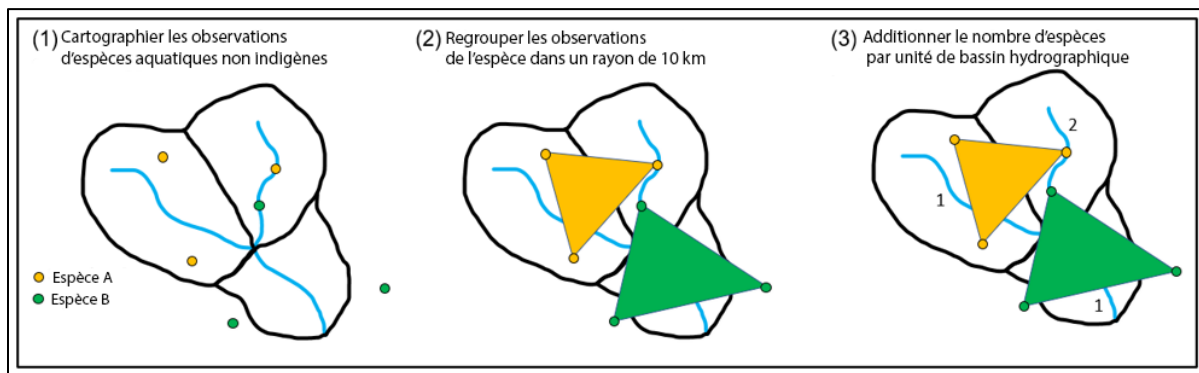 (1) Cartographier les observations
d'espèces aquatiques non indigènes
Espèce A
Espèce B
(2) Regrouper les observations
de l'espèce dans un rayon de 10 km
(3) Additionner le nombre d'espèces
par unité de bassin hydrographique
2
1
1